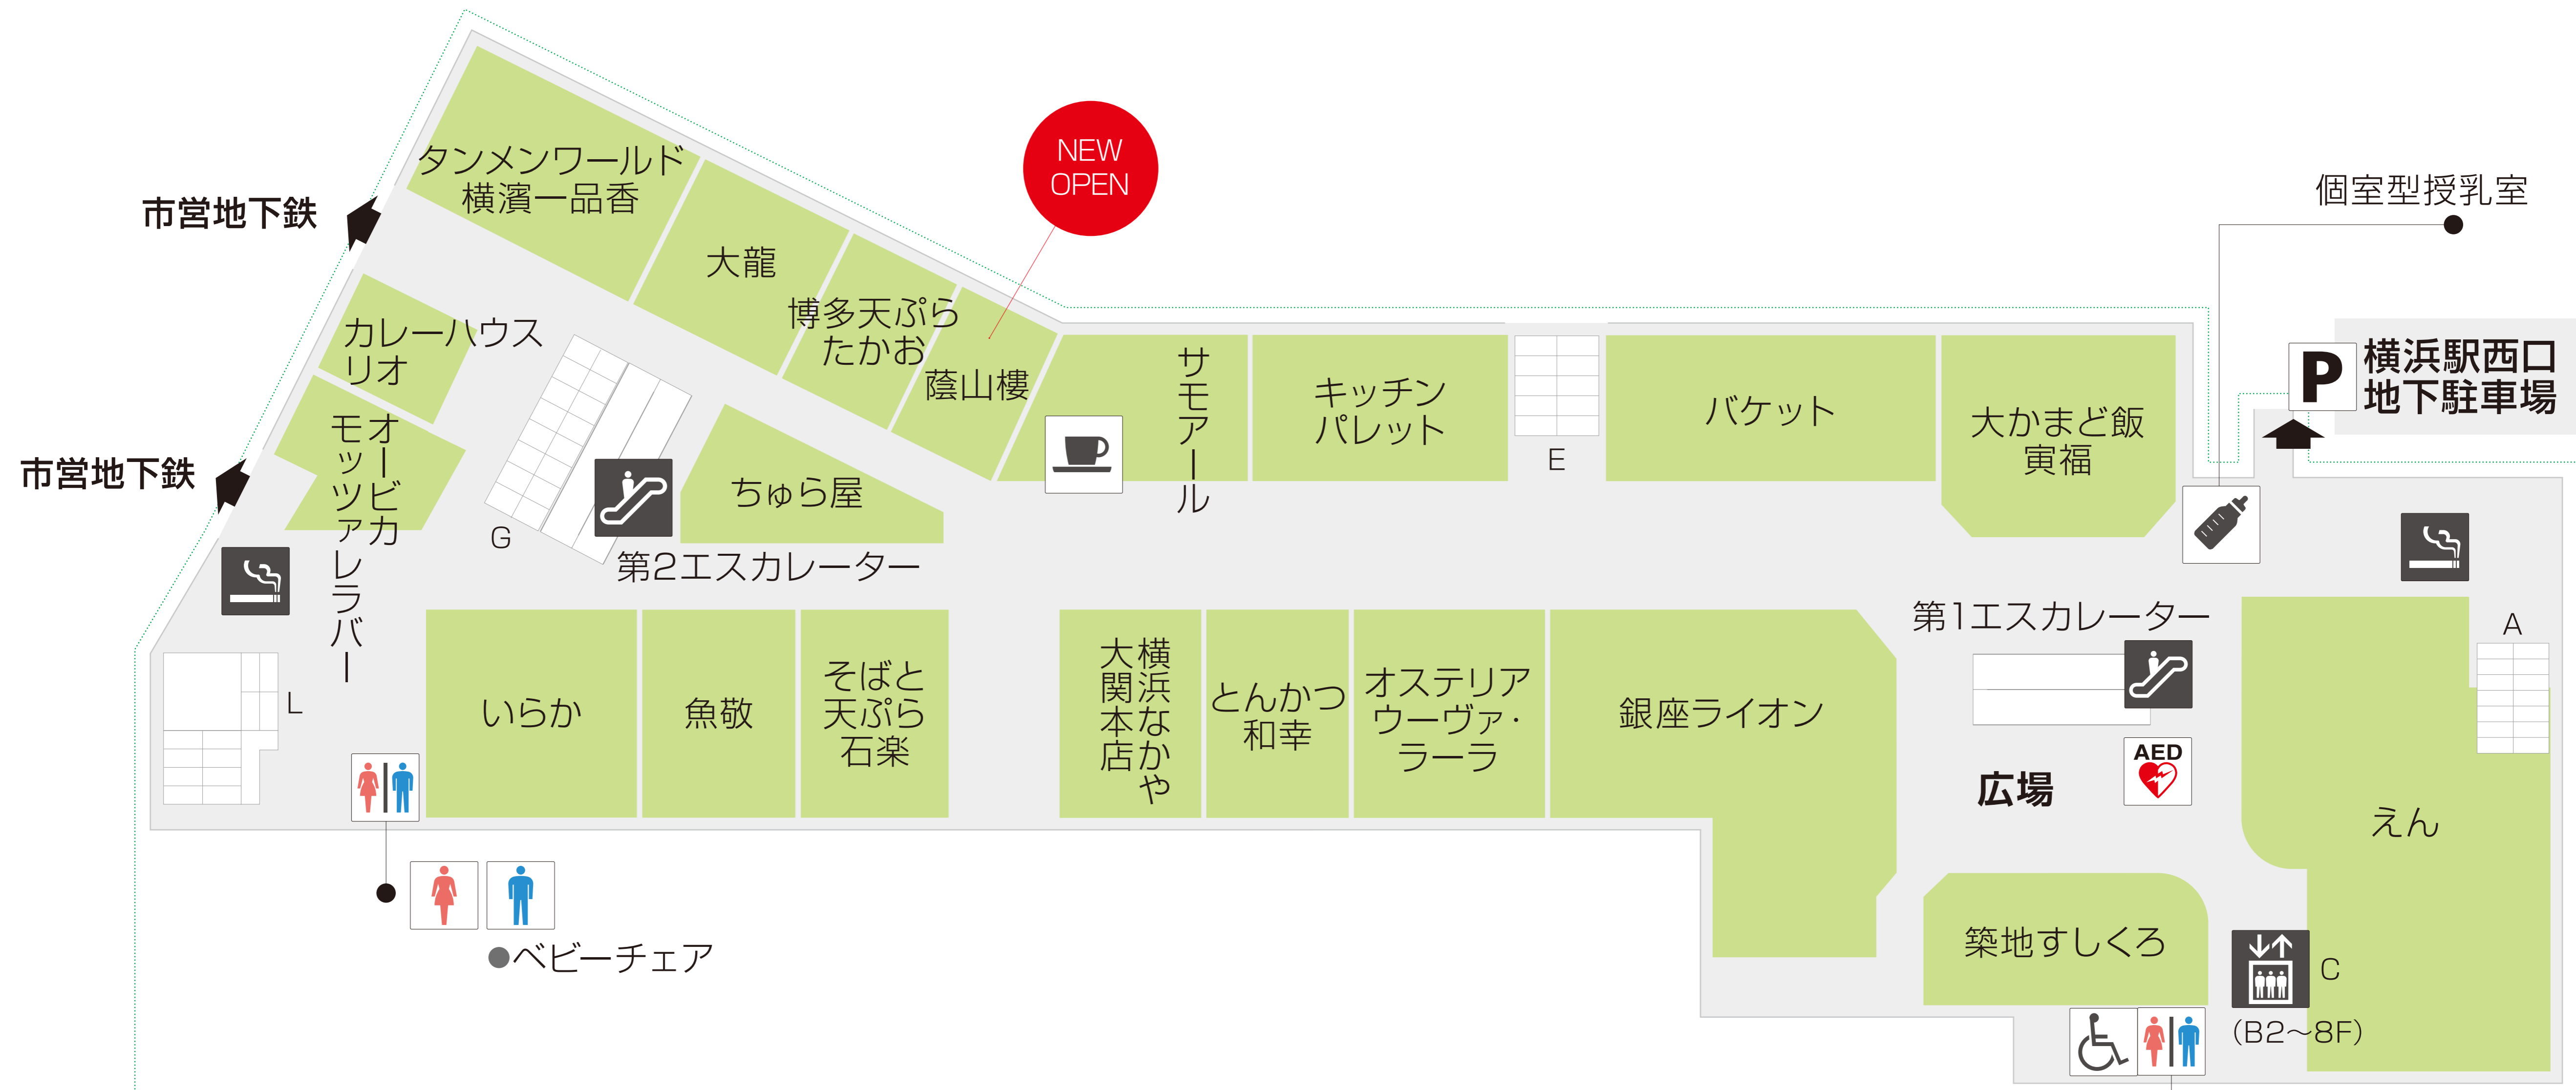 NEW
OPEN
タンメンワールド
横濱一品香
市営地下鉄
個室型授乳室
大龍
博多天ぷら
たかお
蔭山樓
カレーハウス
リオ
サモアール
キッチン
パレット
E
バケット
大かまど飯
寅福
P
横浜駅西口
地下駐車場
オービカ
モッツァレラバー
市営地下鉄
G
ちゅら屋
第2エスカレーター
第1エスカレーター
A
L
いらか
魚敬
そばと
天ぷら
石楽
横浜なかや
大関本店
とんかつ
和幸
オステリア
ウーヴァ・
ラーラ
銀座ライオン
AED
広場
えん
築地すしくろ
C
(B2～8F)
●ベビーチェア